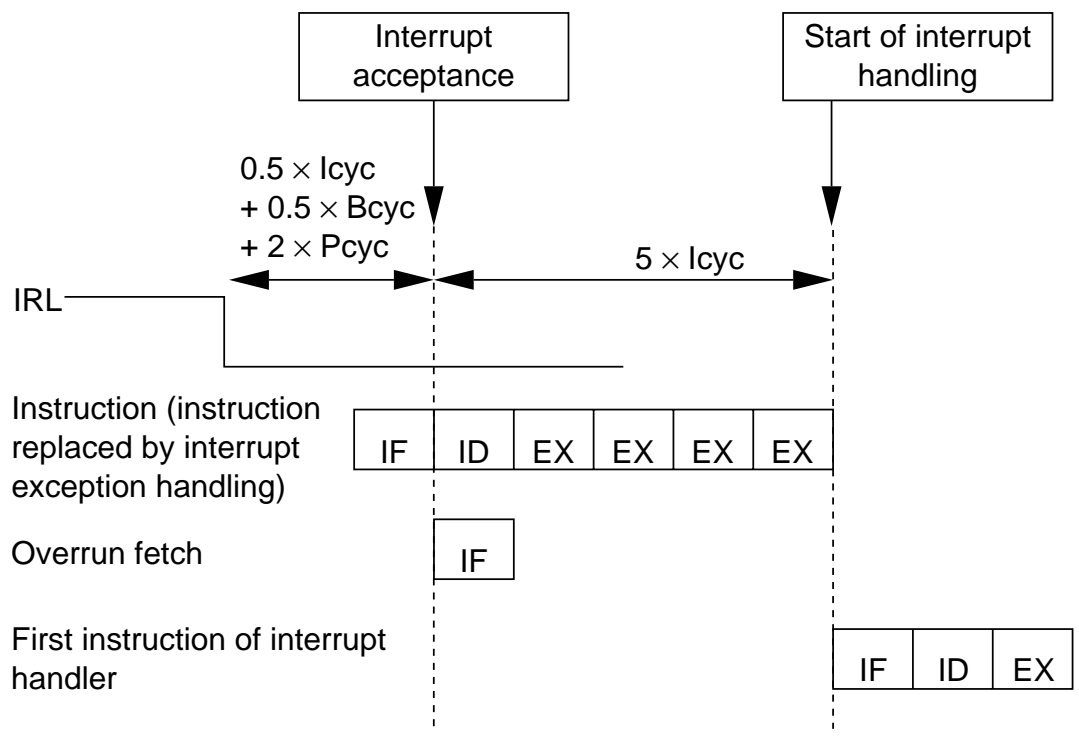 Interrupt
acceptance
Start of interrupt
handling
0.5 × Icyc
+ 0.5 × Bcyc
+ 2 × Pcyc
5 × Icyc
IRL
Instruction (instruction
replaced by interrupt
exception handling)
IF ID EX EX EX EX
Overrun fetch
IF
First instruction of interrupt
handler
IF ID EX